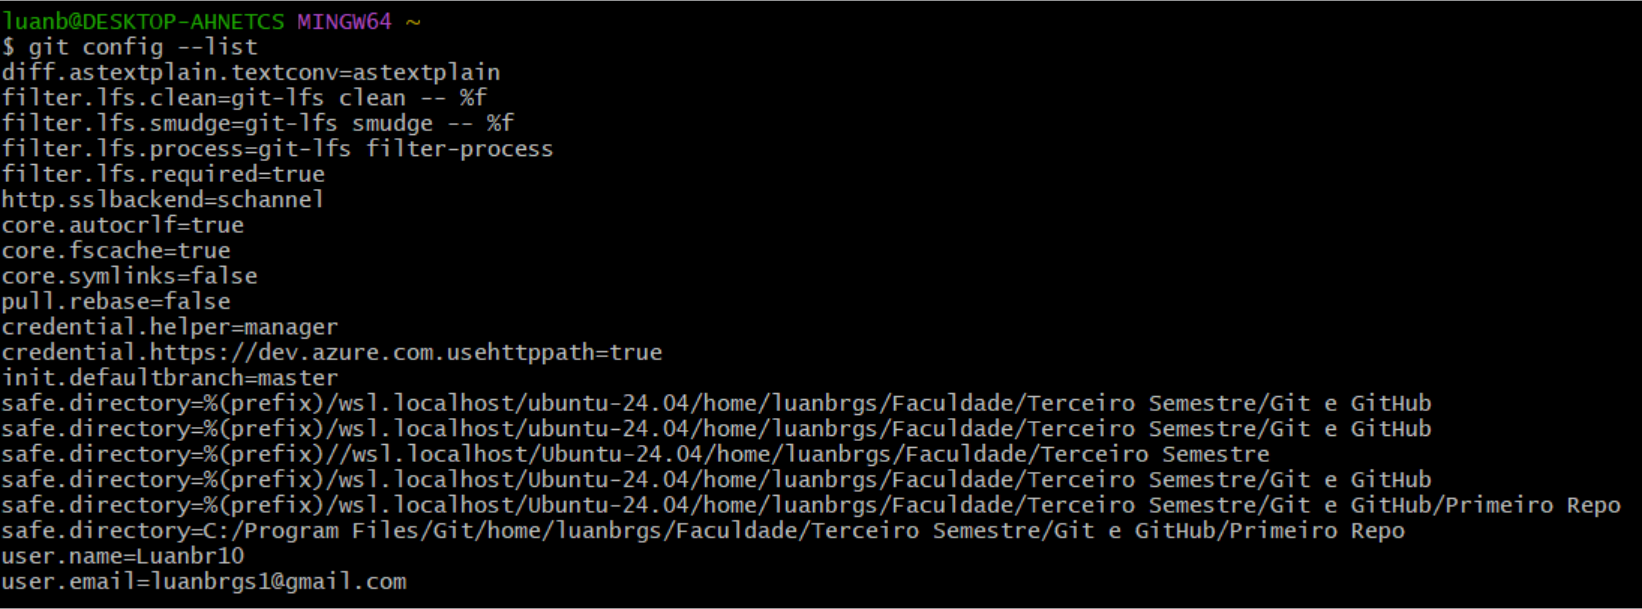 luanb@DESKTOP-AHNETCS MINGW64 ~
$ git config --list
diff.astextplain.textconv=astextplain
filter.lfs.clean=git-lfs clean -- %f
filter.lfs.smudge=git-lfs smudge -- %f
filter.lfs.process=git-lfs filter-process
filter.lfs.required=true
http.sslbackend=schannel
core.autocrlf=true
core.fscache=true
core.symlinks=false
pull.rebase=false
credential.helper=manager
credential.https://dev.azure.com.usehttppath=true
init.defaultbranch=master
safe.directory=%(prefix)/wsl.localhost/ubuntu-24.04/home/luanbrgs/Faculdade/Terceiro Semestre/Git e GitHub
safe.directory=%(prefix)/wsl.localhost/Ubuntu-24.04/home/luanbrgs/Faculdade/Terceiro Semestre/Git e GitHub
safe.directory=%(prefix)//wsl.localhost/Ubuntu-24.04/home/luanbrgs/Faculdade/Terceiro Semestre
safe.directory=%(prefix)/wsl.localhost/Ubuntu-24.04/home/luanbrgs/Faculdade/Terceiro Semestre/Git e GitHub
safe.directory=%(prefix)/wsl.localhost/Ubuntu-24.04/home/luanbrgs/Faculdade/Terceiro Semestre/Git e GitHub/Primeiro Repo
safe.directory=C:/Program Files/Git/home/luanbrgs/Faculdade/Terceiro Semestre/Git e GitHub/Primeiro Repo
user.name=Luanbr10
user.email=luanbrgs1@gmail.com